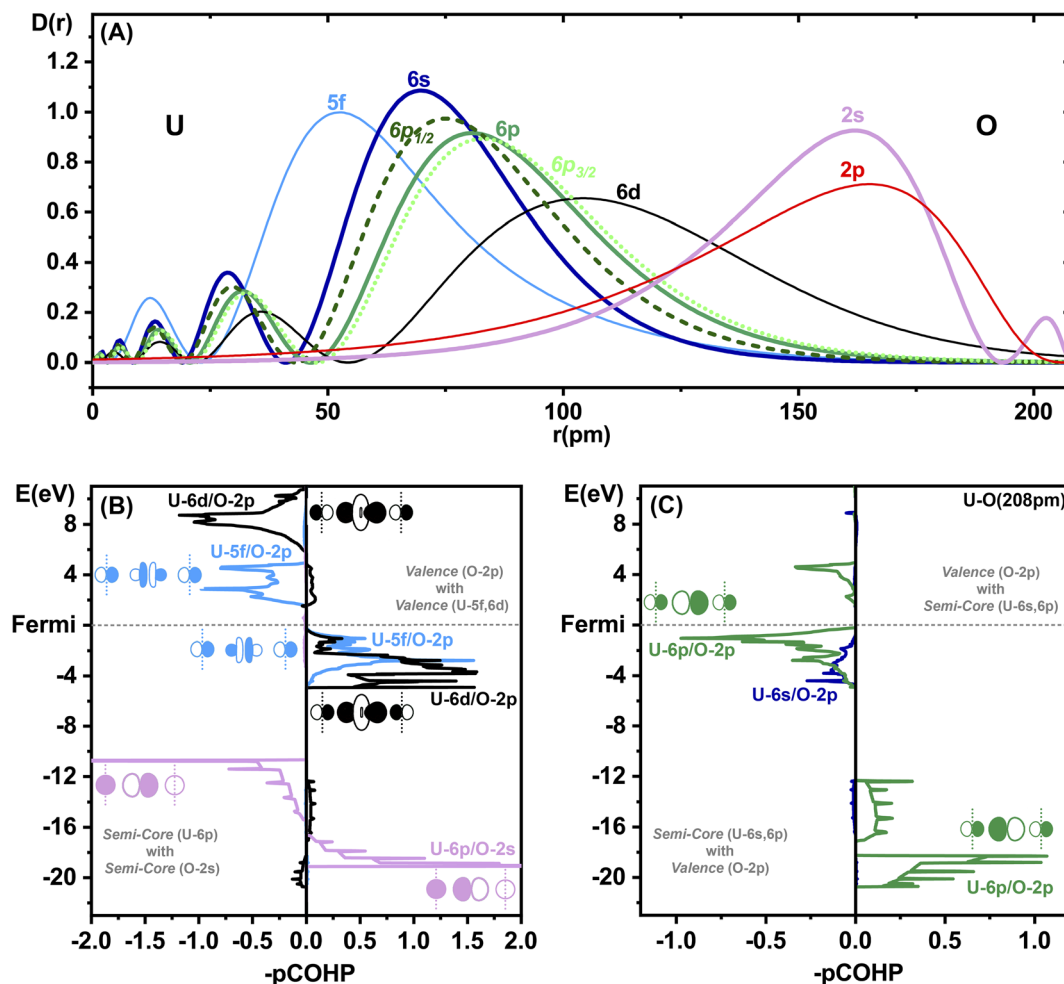 D(r)
(A)
1.2
1.0
0.8
0.6
0.4
0.2
0.0
U
O
5f
6s
6p1/2
6p
6p3/2
6d
2s
2p
0
50
100
150
200
r(pm)
E(eV)
(B)
8
4
Fermi
-4
-8
-12
-16
-20
U-6d/O-2p
U-5f/O-2p
Valence (O-2p)
with
Valence (U-5f,6d)
U-5f/O-2p
U-6d/O-2p
Semi-Core (U-6p)
with
Semi-Core (O-2s)
U-6p/O-2s
-2.0 -1.5 -1.0 -0.5 0.0 0.5 1.0 1.5 2.0
-pCOHP
E(eV)
(C)
U-O(208pm)
8
4
Fermi
-4
-8
-12
-16
-20
Valence (O-2p)
with
Semi-Core (U-6s,6p)
U-6p/O-2p
U-6s/O-2p
Semi-Core (U-6s,6p)
with
Valence (O-2p)
U-6p/O-2p
-1.0 -0.5 0.0 0.5 1.0
-pCOHP